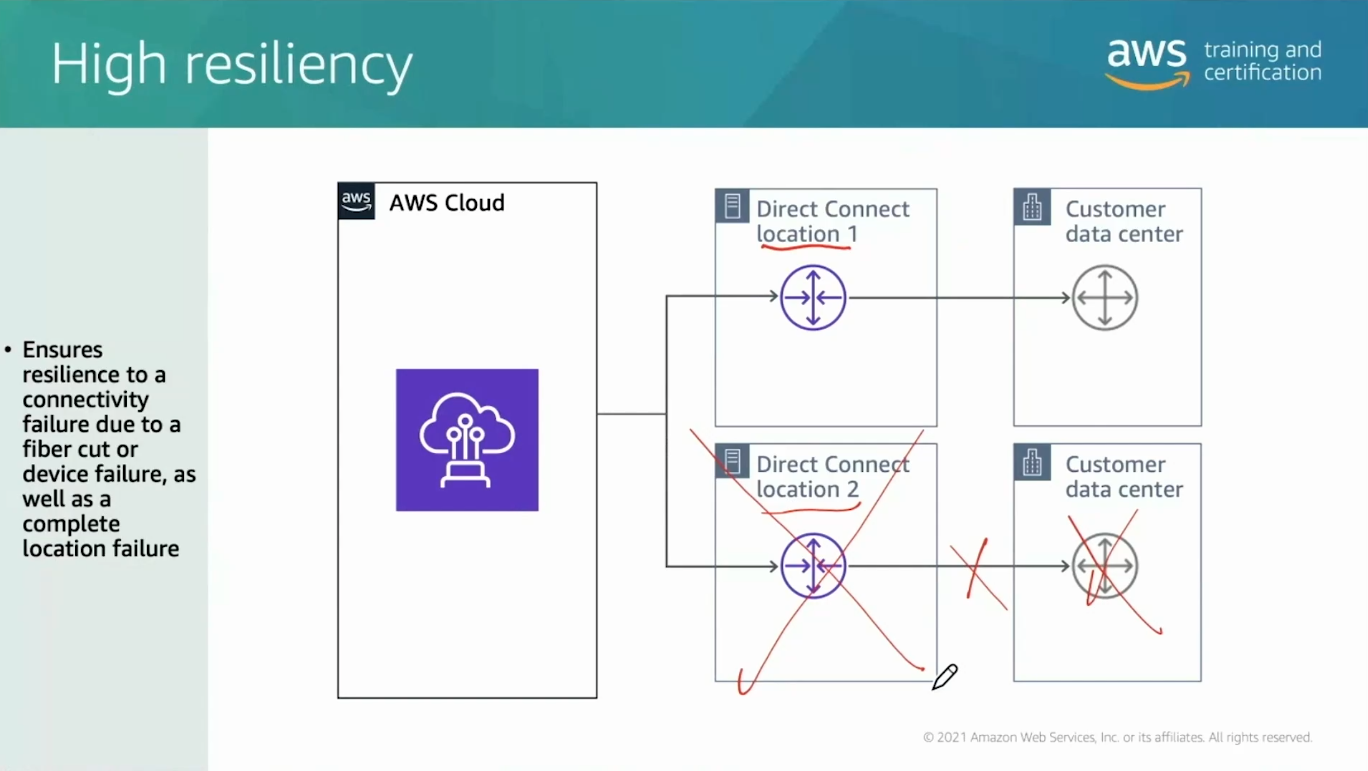 High resiliency
aws training and
certification
aws AWS Cloud
Direct Connect
location 1
Customer
data center
• Ensures
resilience to a
connectivity
failure due to a
fiber cut or
device failure, as
well as a
complete
location failure
Direct Connect
location 2
Customer
data center
© 2021 Amazon Web Services, Inc. or its affiliates. All rights reserved.